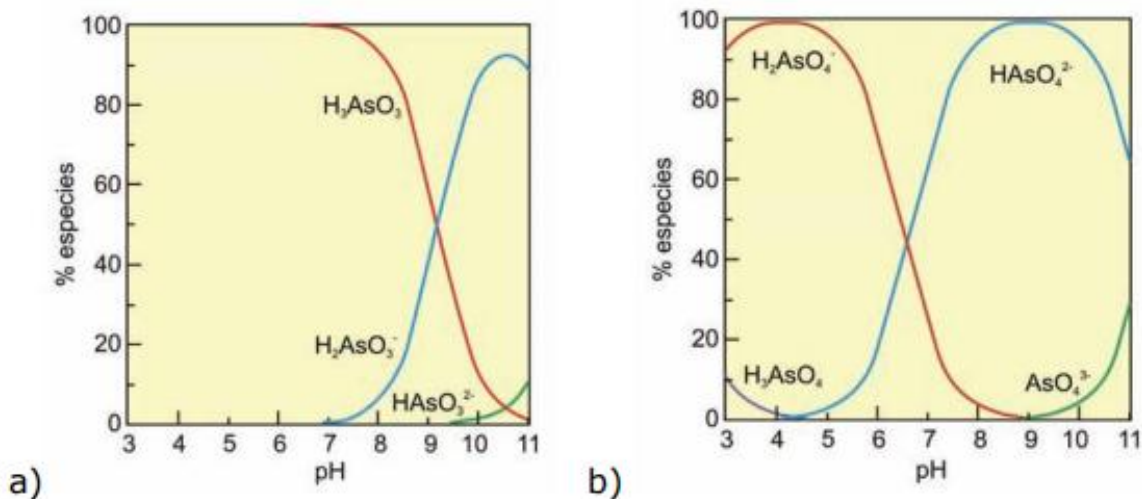 100
80
60
40
20
0
% especies
H₃AsO₃
H₂AsO₃⁻
HAsO₃²⁻
3 4 5 6 7 8 9 10 11
pH
a)
100
80
60
40
20
0
% especies
H₂AsO₄⁻
HAsO₄²⁻
H₃AsO₄
AsO₄³⁻
3 4 5 6 7 8 9 10 11
pH
b)